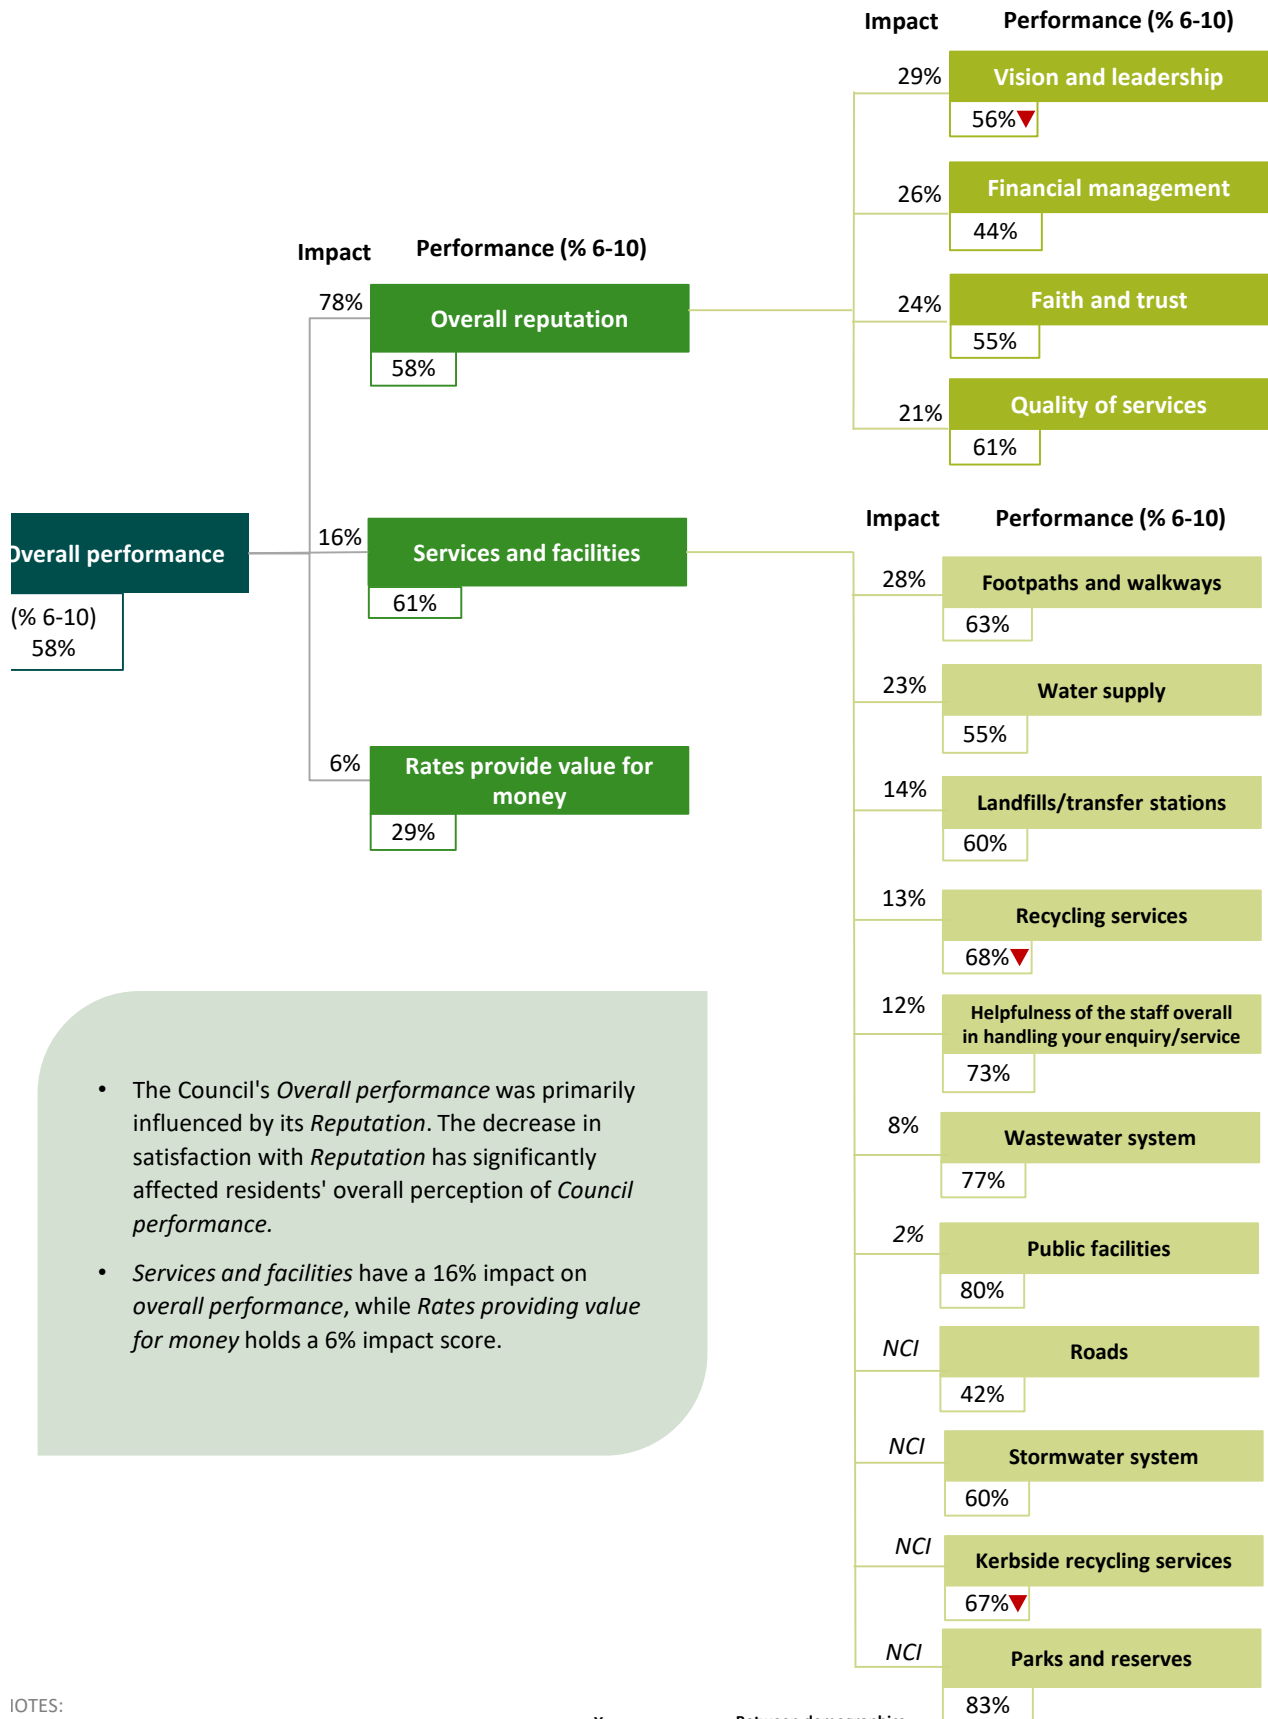 Impact Performance (% 6-10)
29% Vision and leadership
56%
26% Financial management
44%
24% Faith and trust
55%
21% Quality of services
61%
Impact Performance (% 6-10)
78% Overall reputation
58%
16% Services and facilities
61%
6% Rates provide value for
money
29%
Overall performance
(% 6-10)
58%
Impact Performance (% 6-10)
28% Footpaths and walkways
63%
23% Water supply
55%
14% Landfills/transfer stations
60%
13% Recycling services
68%
12% Helpfulness of the staff overall
in handling your enquiry/service
73%
8% Wastewater system
77%
2% Public facilities
80%
NCI Roads
42%
NCI Stormwater system
60%
NCI Kerbside recycling services
67%
NCI Parks and reserves
83%
• The Council's Overall performance was primarily
influenced by its Reputation. The decrease in
satisfaction with Reputation has significantly
affected residents' overall perception of Council
performance.
• Services and facilities have a 16% impact on
overall performance, while Rates providing value
for money holds a 6% impact score.
NOTES: